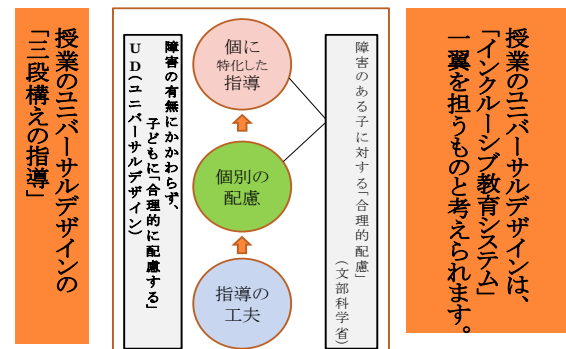 授業のユニバーサルデザインは、
「インクルーシブ教育システム」
一翼を担うものと考えられます。
障害のある子に対する「合理的配慮」
（文部科学省）
個に
特化した
指導
個別の
配慮
指導の
工夫
障害の有無にかかわらず、
子どもに「合理的に配慮する」
ＵＤ（ユニバーサルデザイン）
授業のユニバーサルデザインの
「三段構えの指導」